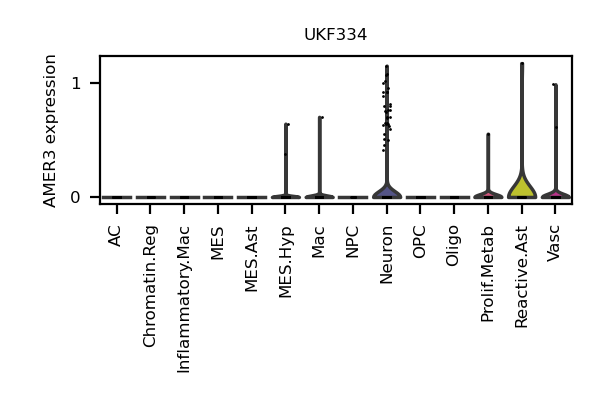 UKF334
AMER3 expression
1
0
AC
Chromatin.Reg
Inflammatory.Mac
MES
MES.Ast
MES.Hyp
Mac
NPC
Neuron
OPC
Oligo
Prolif.Metab
Reactive.Ast
Vasc